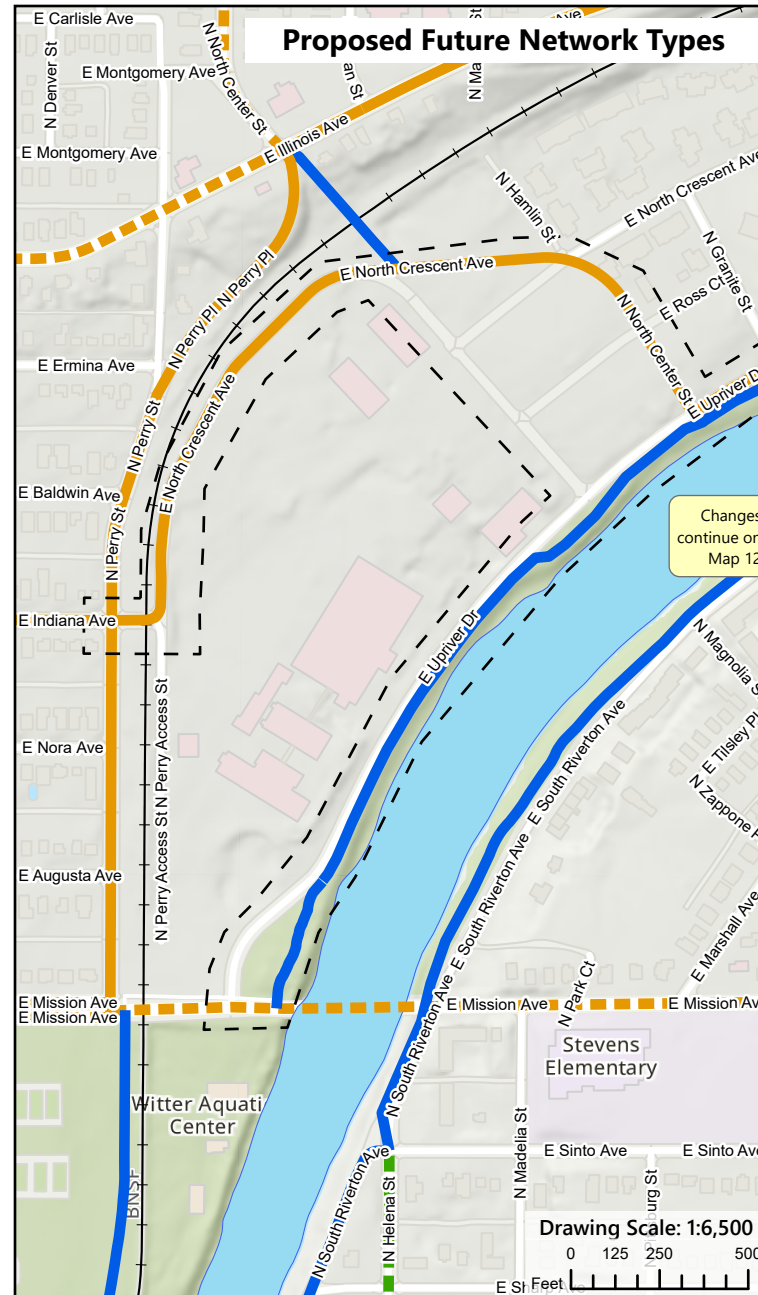 Proposed Future Network Types
E Carlisle Ave
N Denver St
E Montgomery Ave
N North Center St
E Montgomery Ave
E Illinois Ave
Ave
N Hamlin St
E North Crescent Ave
N Granite St
E Ross Ct
E North Crescent Ave
N Perry Pl
N Perry Pl
N North Center St
E Upriver Dr
E Ermina Ave
N Perry St
E North Crescent Ave
E Baldwin Ave
N Perry St
Changes
continue on
Map 12
E Indiana Ave
E Upriver Dr
N Magnolia S
E Tilsley Pl
N Zappone
E Nora Ave
N Perry Access St
N Perry Access St
E South Riverton Ave
E South Riverton Ave
E South Riverton Ave
E Augusta Ave
E Marshall Ave
N Park Ct
E Mission Ave
E Mission Ave
E Mission Ave
E Mission Ave
Stevens
Elementary
N South Riverton Ave
Witter Aquati
Center
N Madelia St
E Sinto Ave
E Sinto Ave
BNSF
N South Riverton Ave
N Helena St
Drawing Scale: 1:6,500
0 125 250 500
Feet
E Sharp Ave